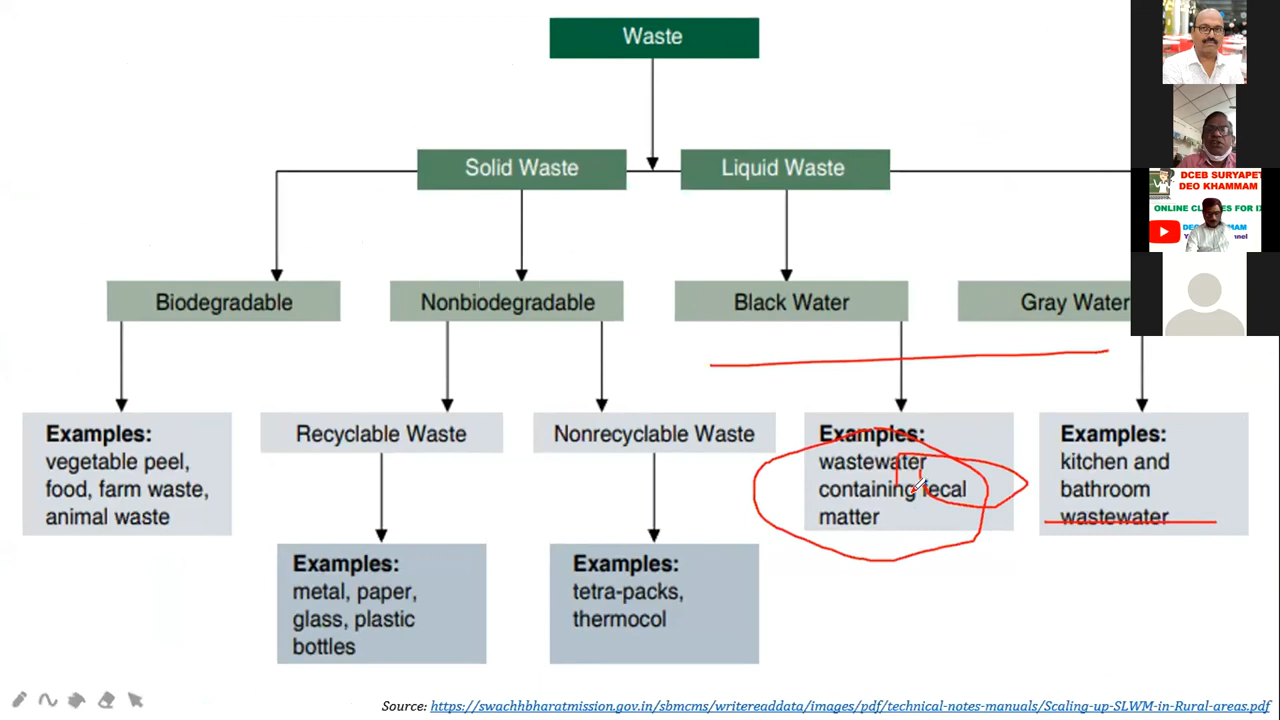 Waste
Solid Waste
Liquid Waste
DCEB SURYAPET
DEO KHAMMAM
ONLINE CL FOR IX
nnel
Biodegradable
Nonbiodegradable
Black Water
Gray Water
Examples:
vegetable peel,
food, farm waste,
animal waste
Recyclable Waste
Nonrecyclable Waste
Examples:
wastewater
containing fecal
matter
Examples:
kitchen and
bathroom
wastewater
Examples:
metal, paper,
glass, plastic
bottles
Examples:
tetra-packs,
thermocol
Source: https://swachhbharatmission.gov.in/sbmcms/writereaddata/images/pdf/technical-notes-manuals/Scaling-up-SLWM-in-Rural-areas.pdf